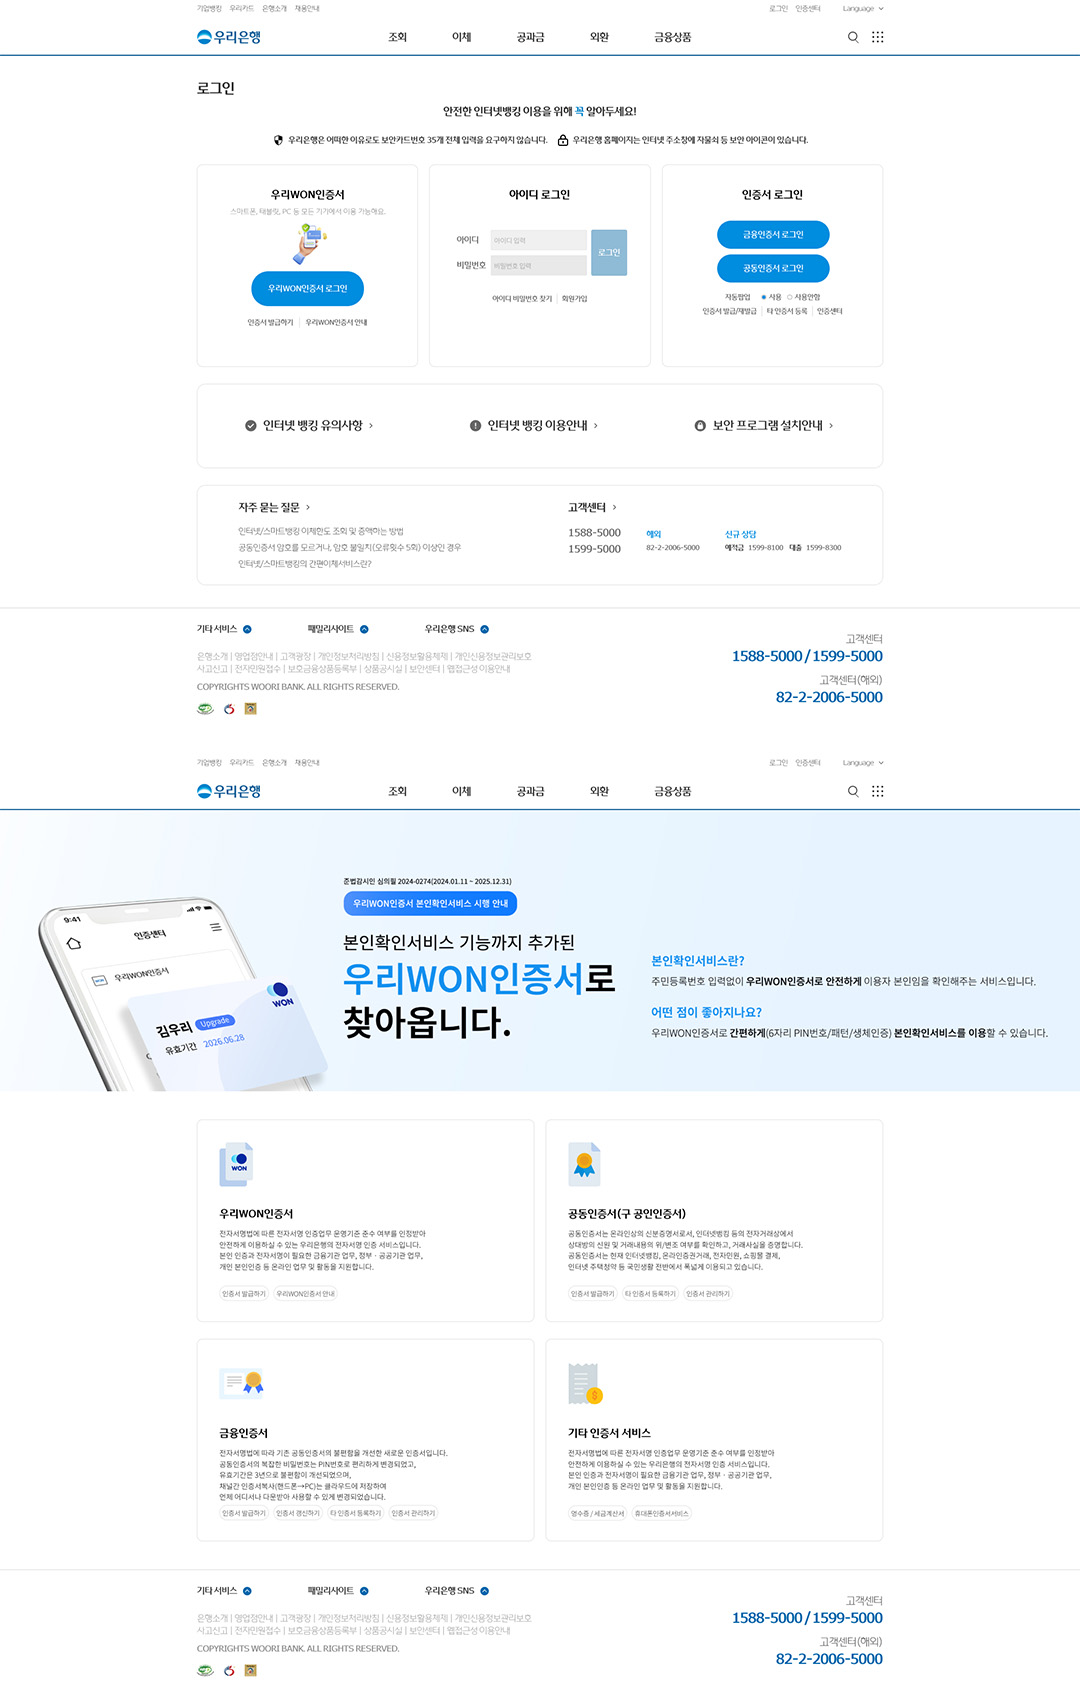 기업뱅킹 우리카드 은행소개 채용안내
로그인 인증센터 Language
우리은행 조회 이체 공과금 외환 금융상품
로그인
안전한 인터넷뱅킹 이용을 위해 꼭 알아두세요!
우리은행은 어떠한 이유로도 보안카드번호 35개 전체 입력을 요구하지 않습니다. 우리은행 홈페이지는 인터넷 주소창에 자물쇠 등 보안 아이콘이 있습니다.
우리WON인증서
스마트폰, 태블릿, PC 등 모든 기기에서 이용 가능해요.
우리WON인증서 로그인
인증서 발급하기 우리WON인증서 안내
아이디 로그인
아이디 아이디 입력
비밀번호 비밀번호 입력
로그인
아이디 비밀번호 찾기 회원가입
인증서 로그인
금융인증서 로그인
공동인증서 로그인
자동팝업 사용 사용안함
인증서 발급/재발급 타 인증서 등록 인증센터
인터넷 뱅킹 유의사항 인터넷 뱅킹 이용안내 보안 프로그램 설치안내
자주 묻는 질문
인터넷/스마트뱅킹 이체한도 조회 및 증액하는 방법
공동인증서 암호를 모르거나, 암호 불일치(오류횟수 5회) 이상인 경우
인터넷/스마트뱅킹의 간편이체서비스란?
고객센터
1588-5000
1599-5000
해외
82-2-2006-5000
신규 상담
예적금 1599-8100 대출 1599-8300
기타 서비스 패밀리사이트 우리은행 SNS
은행소개 | 영업점안내 | 고객광장 | 개인정보처리방침 | 신용정보활용체제 | 개인신용정보관리보호
사고신고 | 전자민원접수 | 보호금융상품등록부 | 상품공시실 | 보안센터 | 웹접근성 이용안내
COPYRIGHTS WOORI BANK. ALL RIGHTS RESERVED.
고객센터
1588-5000 / 1599-5000
고객센터(해외)
82-2-2006-5000
기업뱅킹 우리카드 은행소개 채용안내
로그인 인증센터 Language
우리은행 조회 이체 공과금 외환 금융상품
9:41
인증센터
우리WON인증서
WON
김우리 Upgrade
유효기간 2026.06.28
준법감시인 심의필 2024-0274(2024.01.11 ~ 2025.12.31)
우리WON인증서 본인확인서비스 시행 안내
본인확인서비스 기능까지 추가된
우리WON인증서로
찾아옵니다.
본인확인서비스란?
주민등록번호 입력없이 우리WON인증서로 안전하게 이용자 본인임을 확인해주는 서비스입니다.
어떤 점이 좋아지나요?
우리WON인증서로 간편하게(6자리 PIN번호/패턴/생체인증) 본인확인서비스를 이용할 수 있습니다.
WON
우리WON인증서
전자서명법에 따른 전자서명 인증업무 운영기준 준수 여부를 인정받아
안전하게 이용하실 수 있는 우리은행의 전자서명 인증 서비스입니다.
본인 인증과 전자서명이 필요한 금융기관 업무, 정부 · 공공기관 업무,
개인 본인인증 등 온라인 업무 및 활동을 지원합니다.
인증서 발급하기 우리WON인증서 안내
공동인증서(구 공인인증서)
공동인증서는 온라인상의 신분증명서로서, 인터넷뱅킹 등의 전자거래상에서
상대방의 신원 및 거래내용의 위/변조 여부를 확인하고, 거래사실을 증명합니다.
공동인증서는 현재 인터넷뱅킹, 온라인증권거래, 전자민원, 쇼핑몰 결제,
인터넷 주택청약 등 국민생활 전반에서 폭넓게 이용되고 있습니다.
인증서 발급하기 타 인증서 등록하기 인증서 관리하기
금융인증서
전자서명법에 따라 기존 공동인증서의 불편함을 개선한 새로운 인증서입니다.
공동인증서의 복잡한 비밀번호는 PIN번호로 편리하게 변경되었고,
유효기간은 3년으로 불편함이 개선되었으며,
채널간 인증서복사(핸드폰→PC)는 클라우드에 저장하여
언제 어디서나 다운받아 사용할 수 있게 변경되었습니다.
인증서 발급하기 인증서 갱신하기 타 인증서 등록하기 인증서 관리하기
기타 인증서 서비스
전자서명법에 따른 전자서명 인증업무 운영기준 준수 여부를 인정받아
안전하게 이용하실 수 있는 우리은행의 전자서명 인증 서비스입니다.
본인 인증과 전자서명이 필요한 금융기관 업무, 정부 · 공공기관 업무,
개인 본인인증 등 온라인 업무 및 활동을 지원합니다.
영수증 / 세금계산서 휴대폰인증서서비스
기타 서비스 패밀리사이트 우리은행 SNS
은행소개 | 영업점안내 | 고객광장 | 개인정보처리방침 | 신용정보활용체제 | 개인신용정보관리보호
사고신고 | 전자민원접수 | 보호금융상품등록부 | 상품공시실 | 보안센터 | 웹접근성 이용안내
COPYRIGHTS WOORI BANK. ALL RIGHTS RESERVED.
고객센터
1588-5000 / 1599-5000
고객센터(해외)
82-2-2006-5000